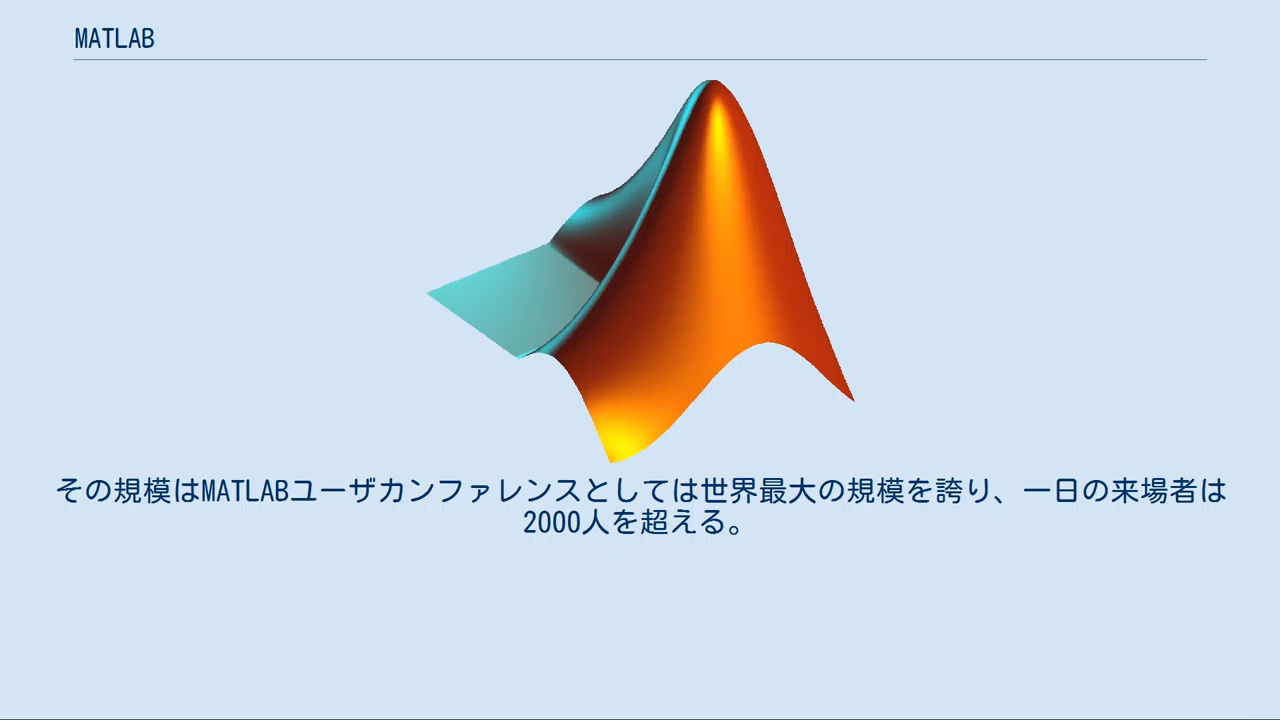 MATLAB
その規模はMATLABユーザカンファレンスとしては世界最大の規模を誇り、一日の来場者は
2000人を超える。